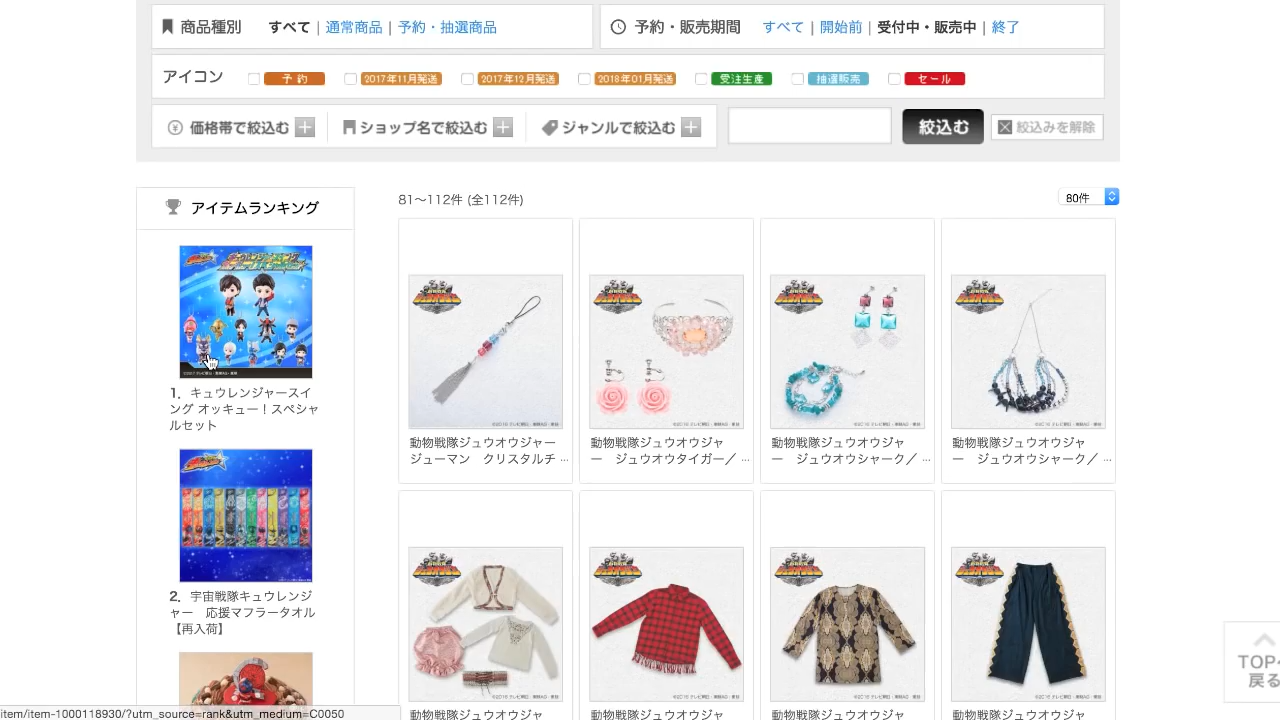 商品種別 すべて | 通常商品 | 予約・抽選商品
予約・販売期間 すべて | 開始前 | 受付中・販売中 | 終了
アイコン 予約 2017年11月発送 2017年12月発送 2018年01月発送 受注生産 抽選販売 セール
価格帯で絞込む ショップ名で絞込む ジャンルで絞込む 絞込む 絞込みを解除
アイテムランキング
81～112件 (全112件)
80件
1. キュウレンジャースイ
ング オッキュー！スペシャ
ルセット
2. 宇宙戦隊キュウレンジ
ャー 応援マフラータオル
【再入荷】
動物戦隊ジュウオウジャー
ジューマン クリスタルチ ...
動物戦隊ジュウオウジャ
ー ジュウオウタイガー／ ...
動物戦隊ジュウオウジャ
ー ジュウオウシャーク／ ...
動物戦隊ジュウオウジャ
ー ジュウオウシャーク／ ...
動物戦隊ジュウオウジャ
動物戦隊ジュウオウジャ
動物戦隊ジュウオウジャ
動物戦隊ジュウオウジャ
TOPへ
戻る
item/item-1000118930/?utm_source=rank&utm_medium=C0050